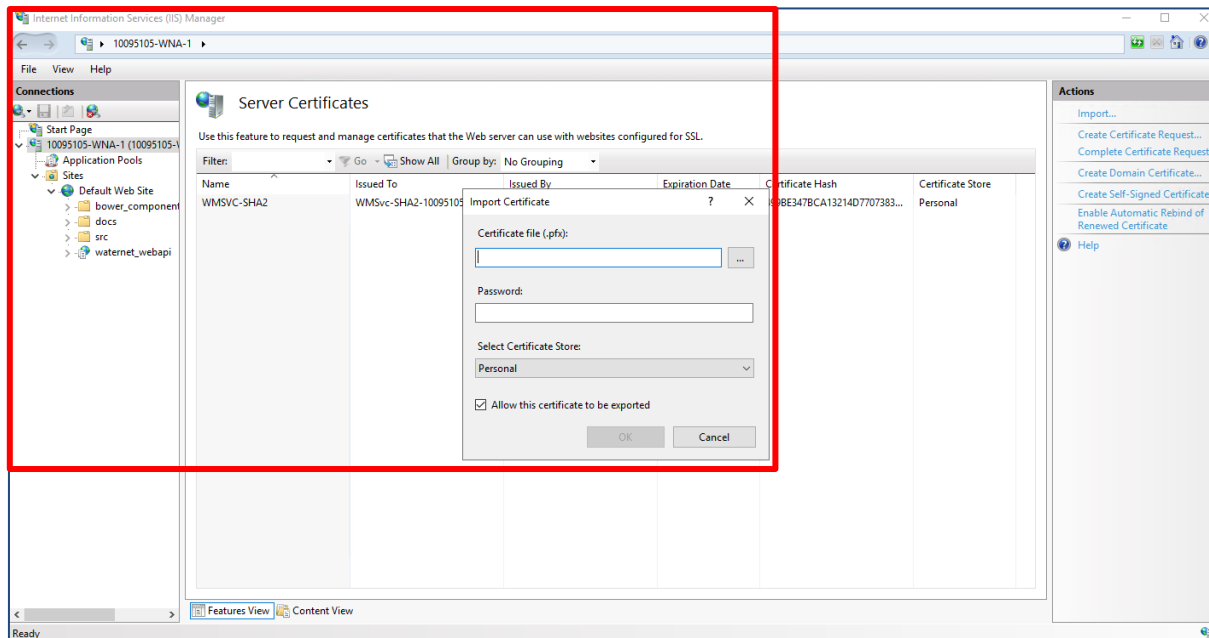 Internet Information Services (IIS) Manager
10095105-WNA-1
File View Help
Connections
Start Page
10095105-WNA-1 (10095105-\
Application Pools
Sites
Default Web Site
bower_component
docs
src
waternet_webapi
Server Certificates
Use this feature to request and manage certificates that the Web server can use with websites configured for SSL.
Filter: Go Show All Group by: No Grouping
Name Issued To Issued By Expiration Date Certificate Hash Certificate Store
WMSVC-SHA2 WMSvc-SHA2-10095105 99BE347BCA13214D7707383... Personal
Import Certificate ? X
Certificate file (.pfx):
...
Password:
Select Certificate Store:
Personal
Allow this certificate to be exported
OK Cancel
Actions
Import...
Create Certificate Request...
Complete Certificate Request
Create Domain Certificate...
Create Self-Signed Certificate
Enable Automatic Rebind of
Renewed Certificate
Help
Features View Content View
Ready